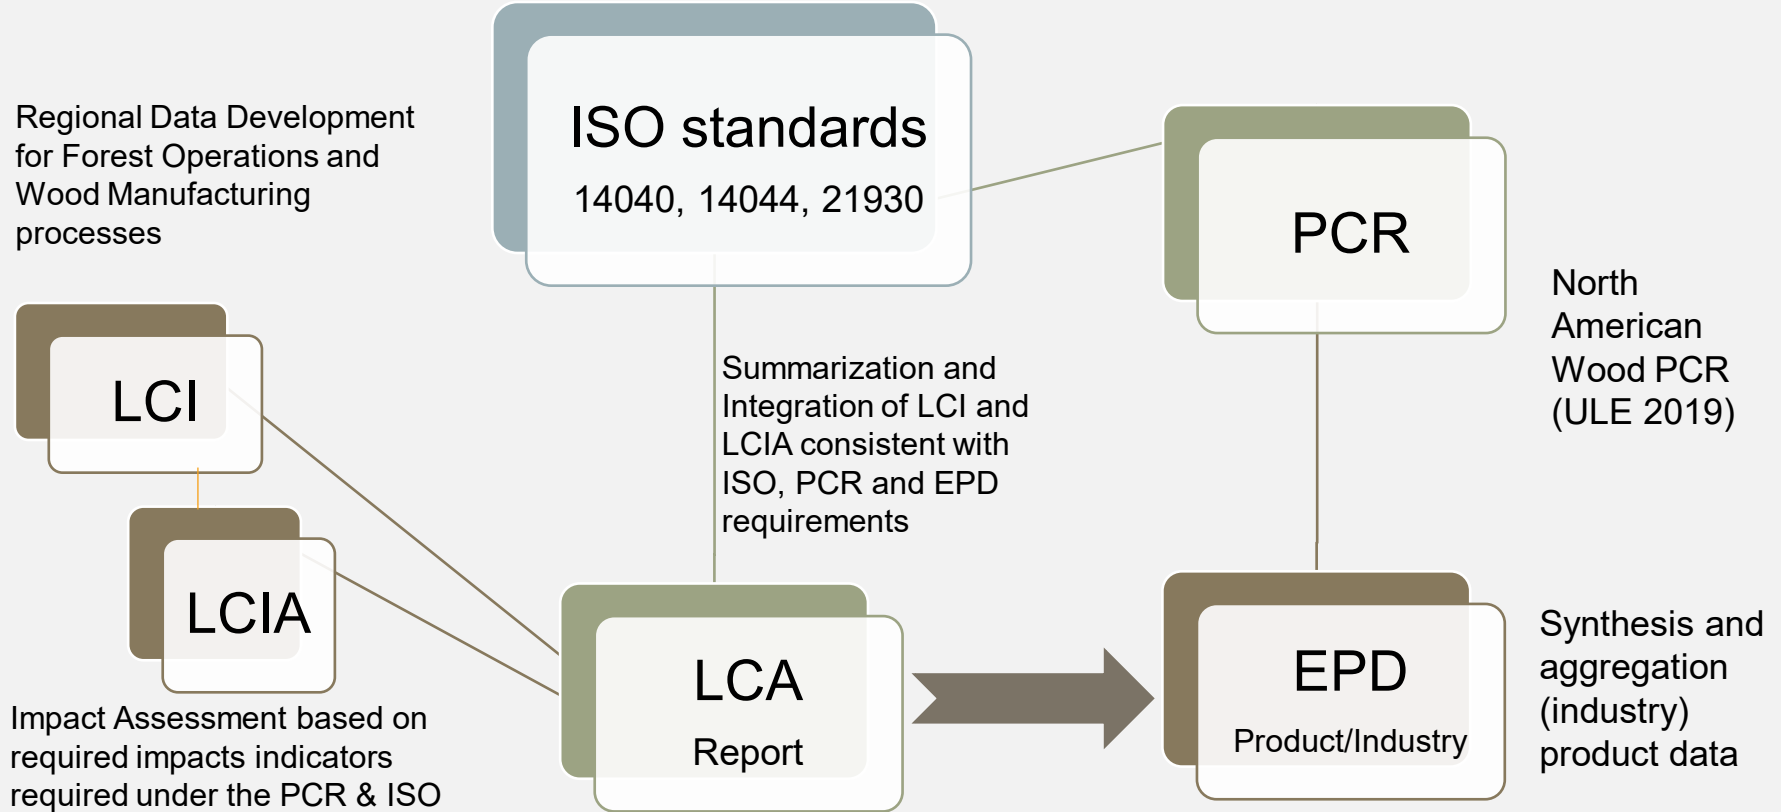 Regional Data Development
for Forest Operations and
Wood Manufacturing
processes
ISO standards
14040, 14044, 21930
PCR
North
American
Wood PCR
(ULE 2019)
LCI
Summarization and
Integration of LCI and
LCIA consistent with
ISO, PCR and EPD
requirements
LCIA
Impact Assessment based on
required impacts indicators
required under the PCR & ISO
LCA
Report
EPD
Product/Industry
Synthesis and
aggregation
(industry)
product data